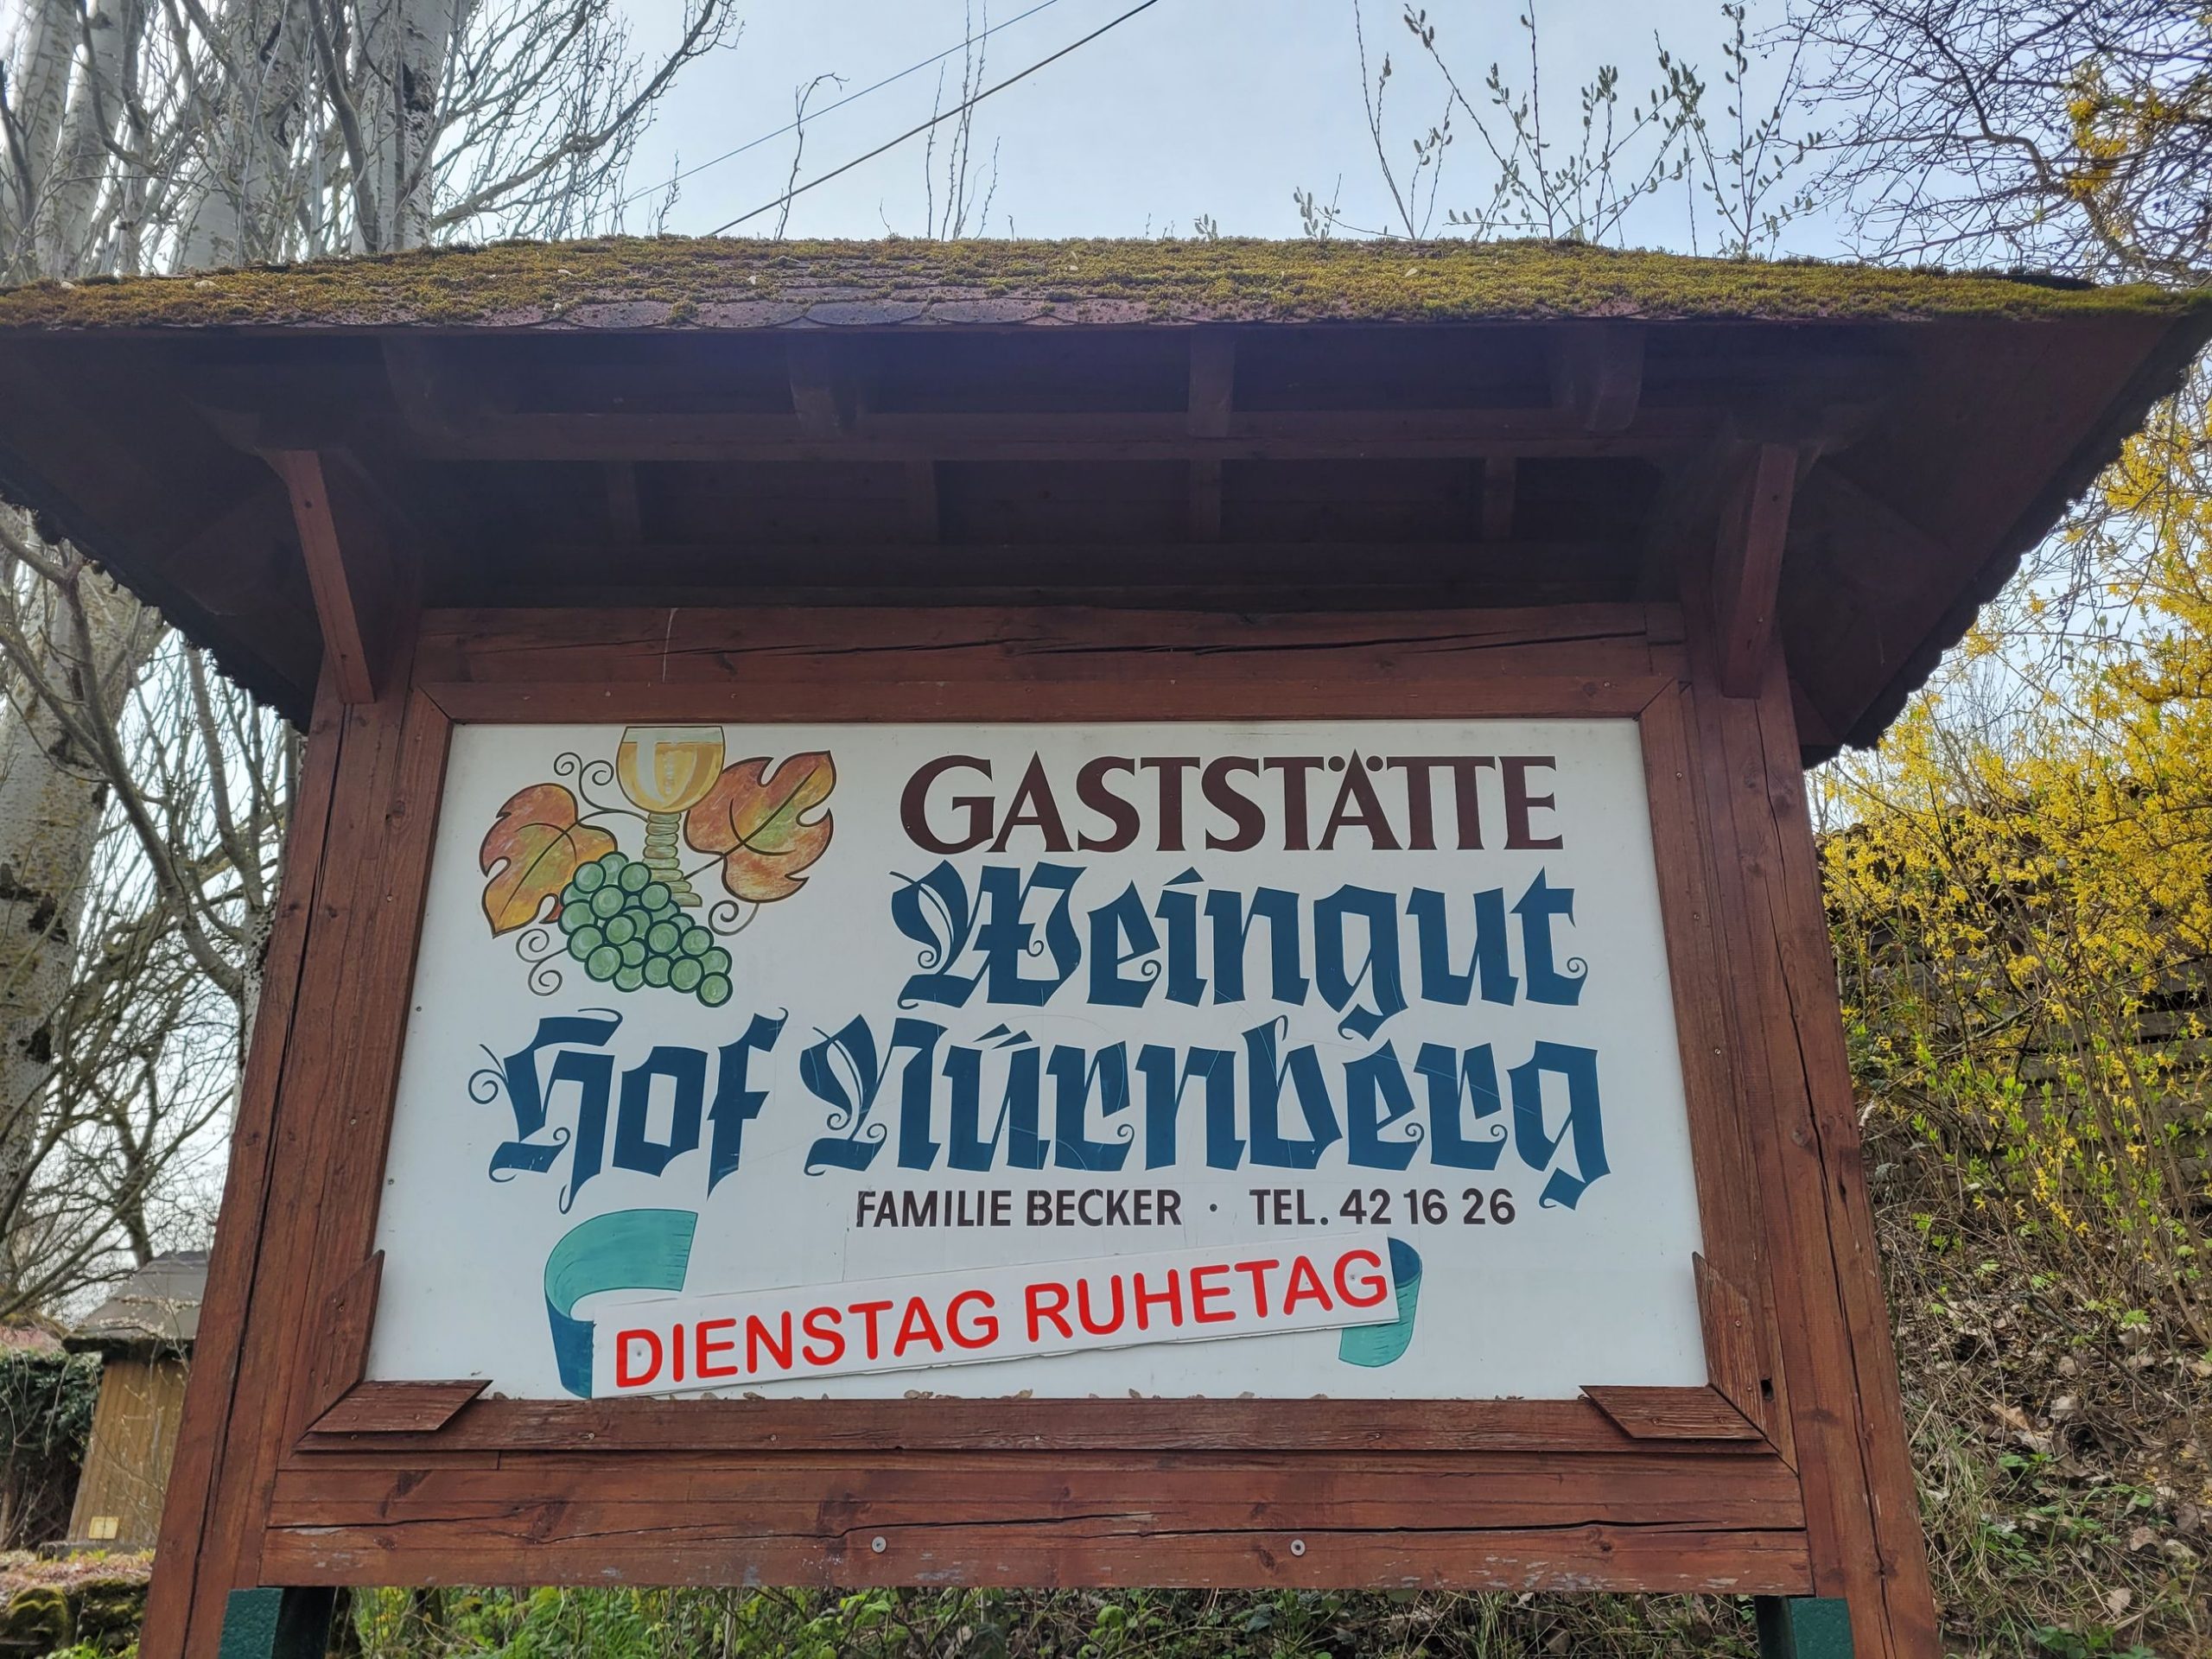 GASTSTÄTTE
Weingut
Hof Nürnberg
FAMILIE BECKER · TEL. 42 16 26
DIENSTAG RUHETAG